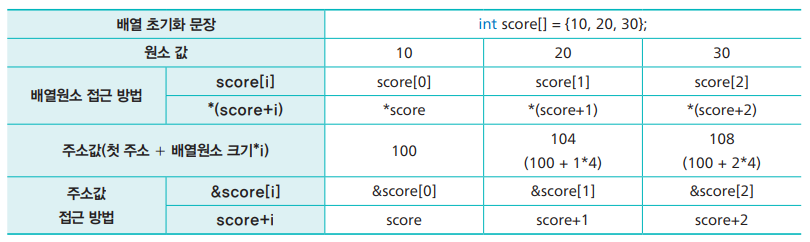 배열 초기화 문장 int score[] = {10, 20, 30};
원소 값 10 20 30
배열원소 접근 방법 score[i] score[0] score[1] score[2]
*(score+i) *score *(score+1) *(score+2)
주소값(첫 주소 + 배열원소 크기*i) 100 104 108
(100 + 1*4) (100 + 2*4)
주소값 &score[i] &score[0] &score[1] &score[2]
접근 방법 score+i score score+1 score+2